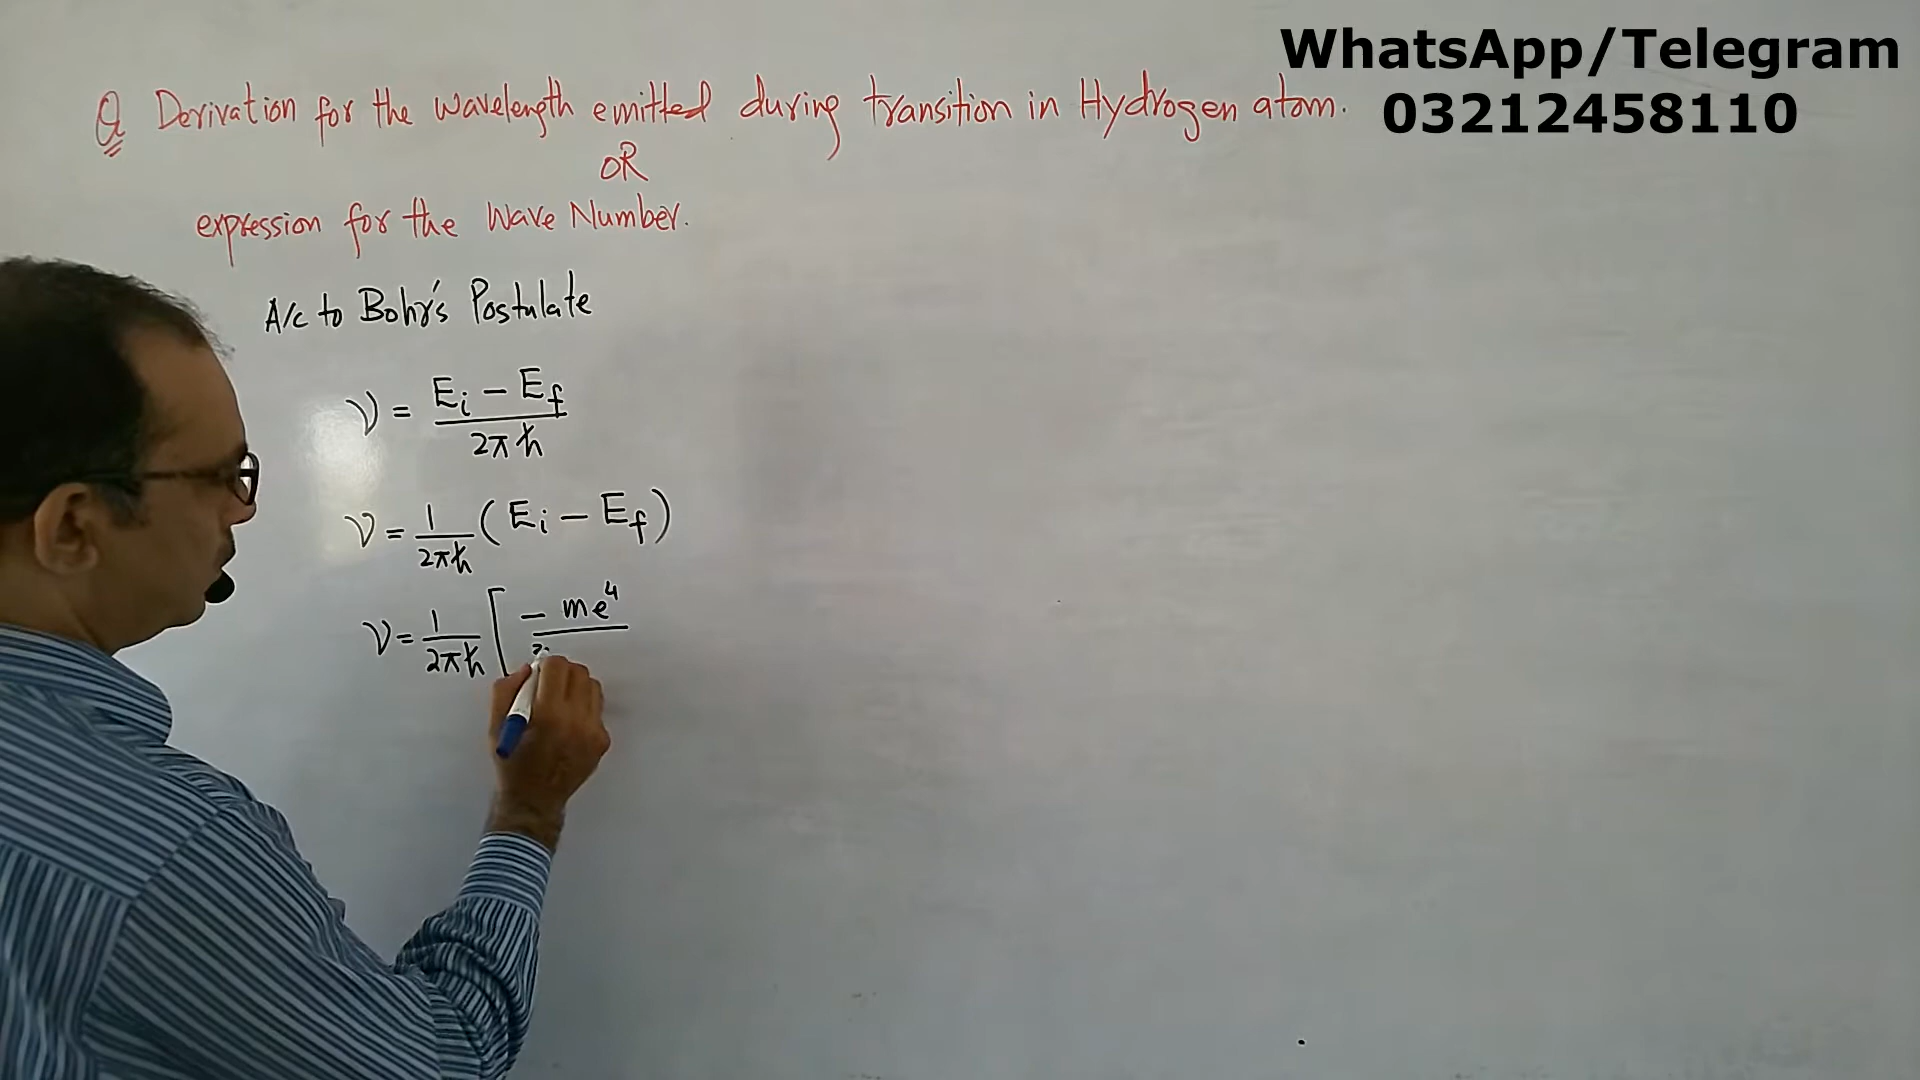 WhatsApp/Telegram
03212458110
Q Derivation for the wavelength emitted during transition in Hydrogen atom.
OR
expression for the Wave Number.
A/c to Bohr's Postulate
ν = Ei − Ef / 2πħ
ν = 1/2πħ (Ei − Ef)
ν = 1/2πħ [ − me⁴